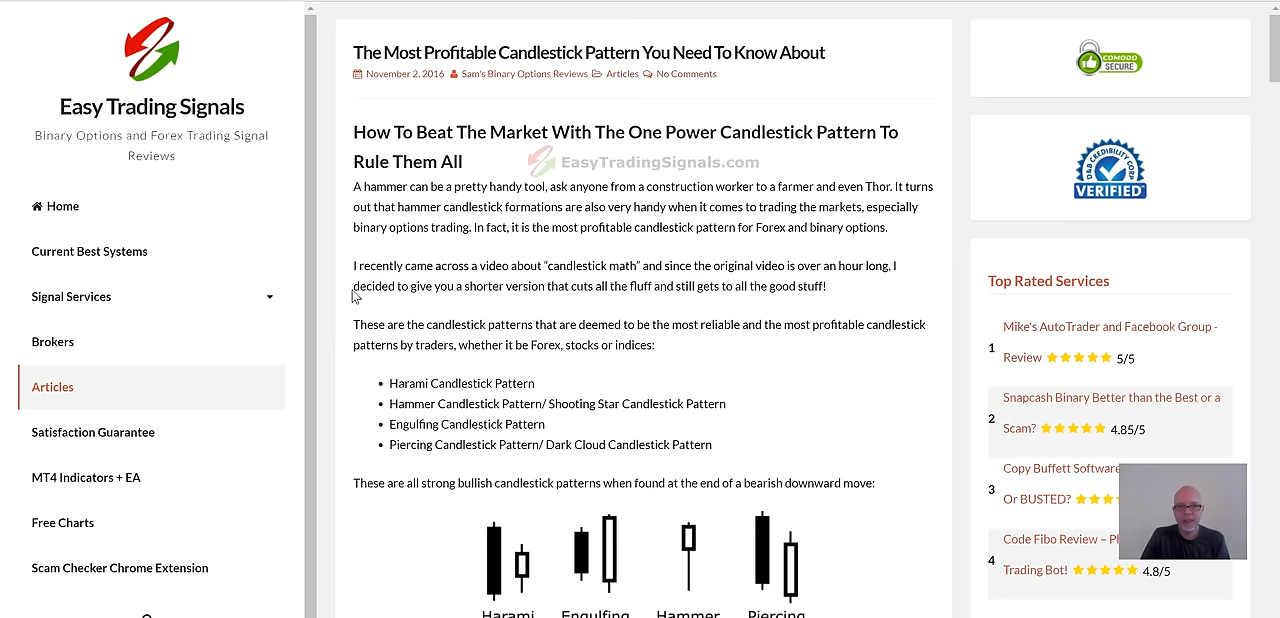 Easy Trading Signals
Binary Options and Forex Trading Signal
Reviews
Home
Current Best Systems
Signal Services
Brokers
Articles
Satisfaction Guarantee
MT4 Indicators + EA
Free Charts
Scam Checker Chrome Extension
The Most Profitable Candlestick Pattern You Need To Know About
November 2, 2016 Sam's Binary Options Reviews Articles No Comments
How To Beat The Market With The One Power Candlestick Pattern To
Rule Them All
EasyTradingSignals.com
A hammer can be a pretty handy tool, ask anyone from a construction worker to a farmer and even Thor. It turns
out that hammer candlestick formations are also very handy when it comes to trading the markets, especially
binary options trading. In fact, it is the most profitable candlestick pattern for Forex and binary options.
I recently came across a video about “candlestick math” and since the original video is over an hour long, I
decided to give you a shorter version that cuts all the fluff and still gets to all the good stuff!
These are the candlestick patterns that are deemed to be the most reliable and the most profitable candlestick
patterns by traders, whether it be Forex, stocks or indices:
• Harami Candlestick Pattern
• Hammer Candlestick Pattern/ Shooting Star Candlestick Pattern
• Engulfing Candlestick Pattern
• Piercing Candlestick Pattern/ Dark Cloud Candlestick Pattern
These are all strong bullish candlestick patterns when found at the end of a bearish downward move:
Harami Engulfing Hammer Piercing
COMODO
SECURE
D&B CREDIBILITY CORP
VERIFIED
Top Rated Services
1 Mike's AutoTrader and Facebook Group -
Review 5/5
2 Snapcash Binary Better than the Best or a
Scam? 4.85/5
3 Copy Buffett Software
Or BUSTED?
4 Code Fibo Review –
Trading Bot! 4.8/5